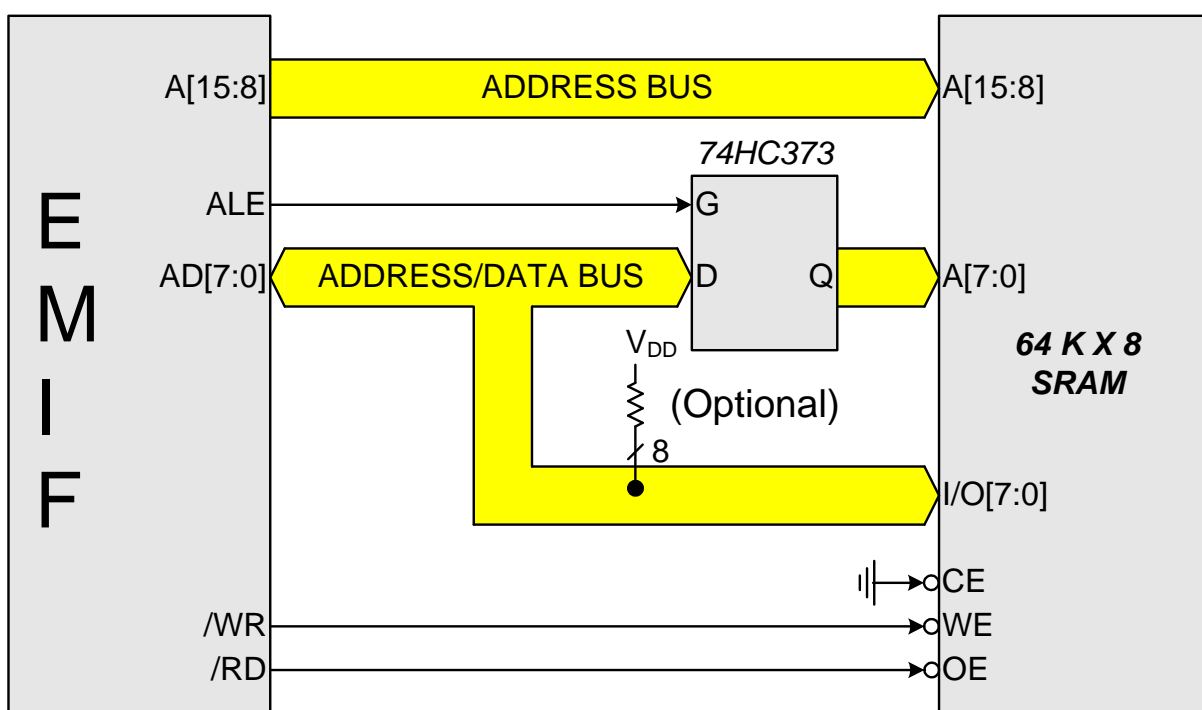 A[15:8]
ADDRESS BUS
A[15:8]
74HC373
ALE
G
E
M
I
F
AD[7:0]
ADDRESS/DATA BUS
D
Q
A[7:0]
VDD
64 K X 8
SRAM
(Optional)
8
I/O[7:0]
CE
/WR
WE
/RD
OE